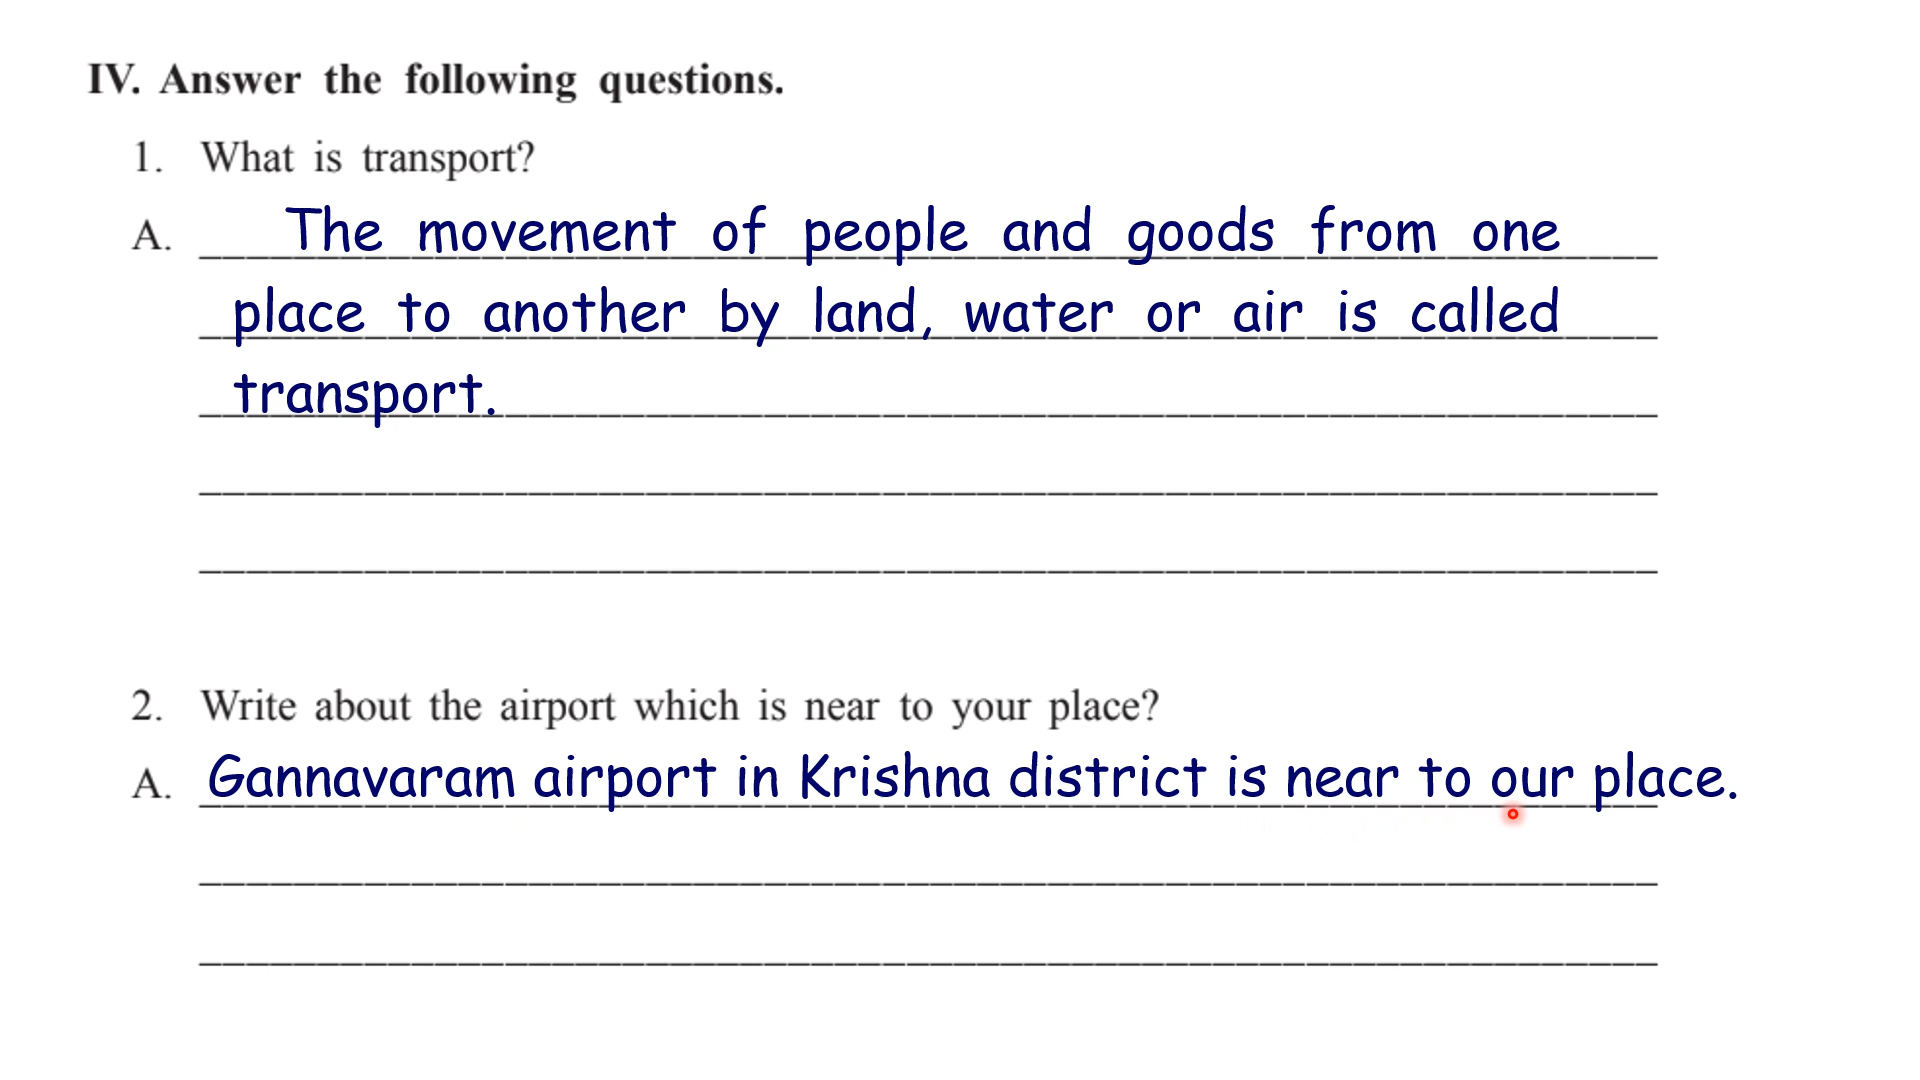 IV. Answer the following questions.
1. What is transport?
A. The movement of people and goods from one
place to another by land, water or air is called
transport.
2. Write about the airport which is near to your place?
A. Gannavaram airport in Krishna district is near to our place.